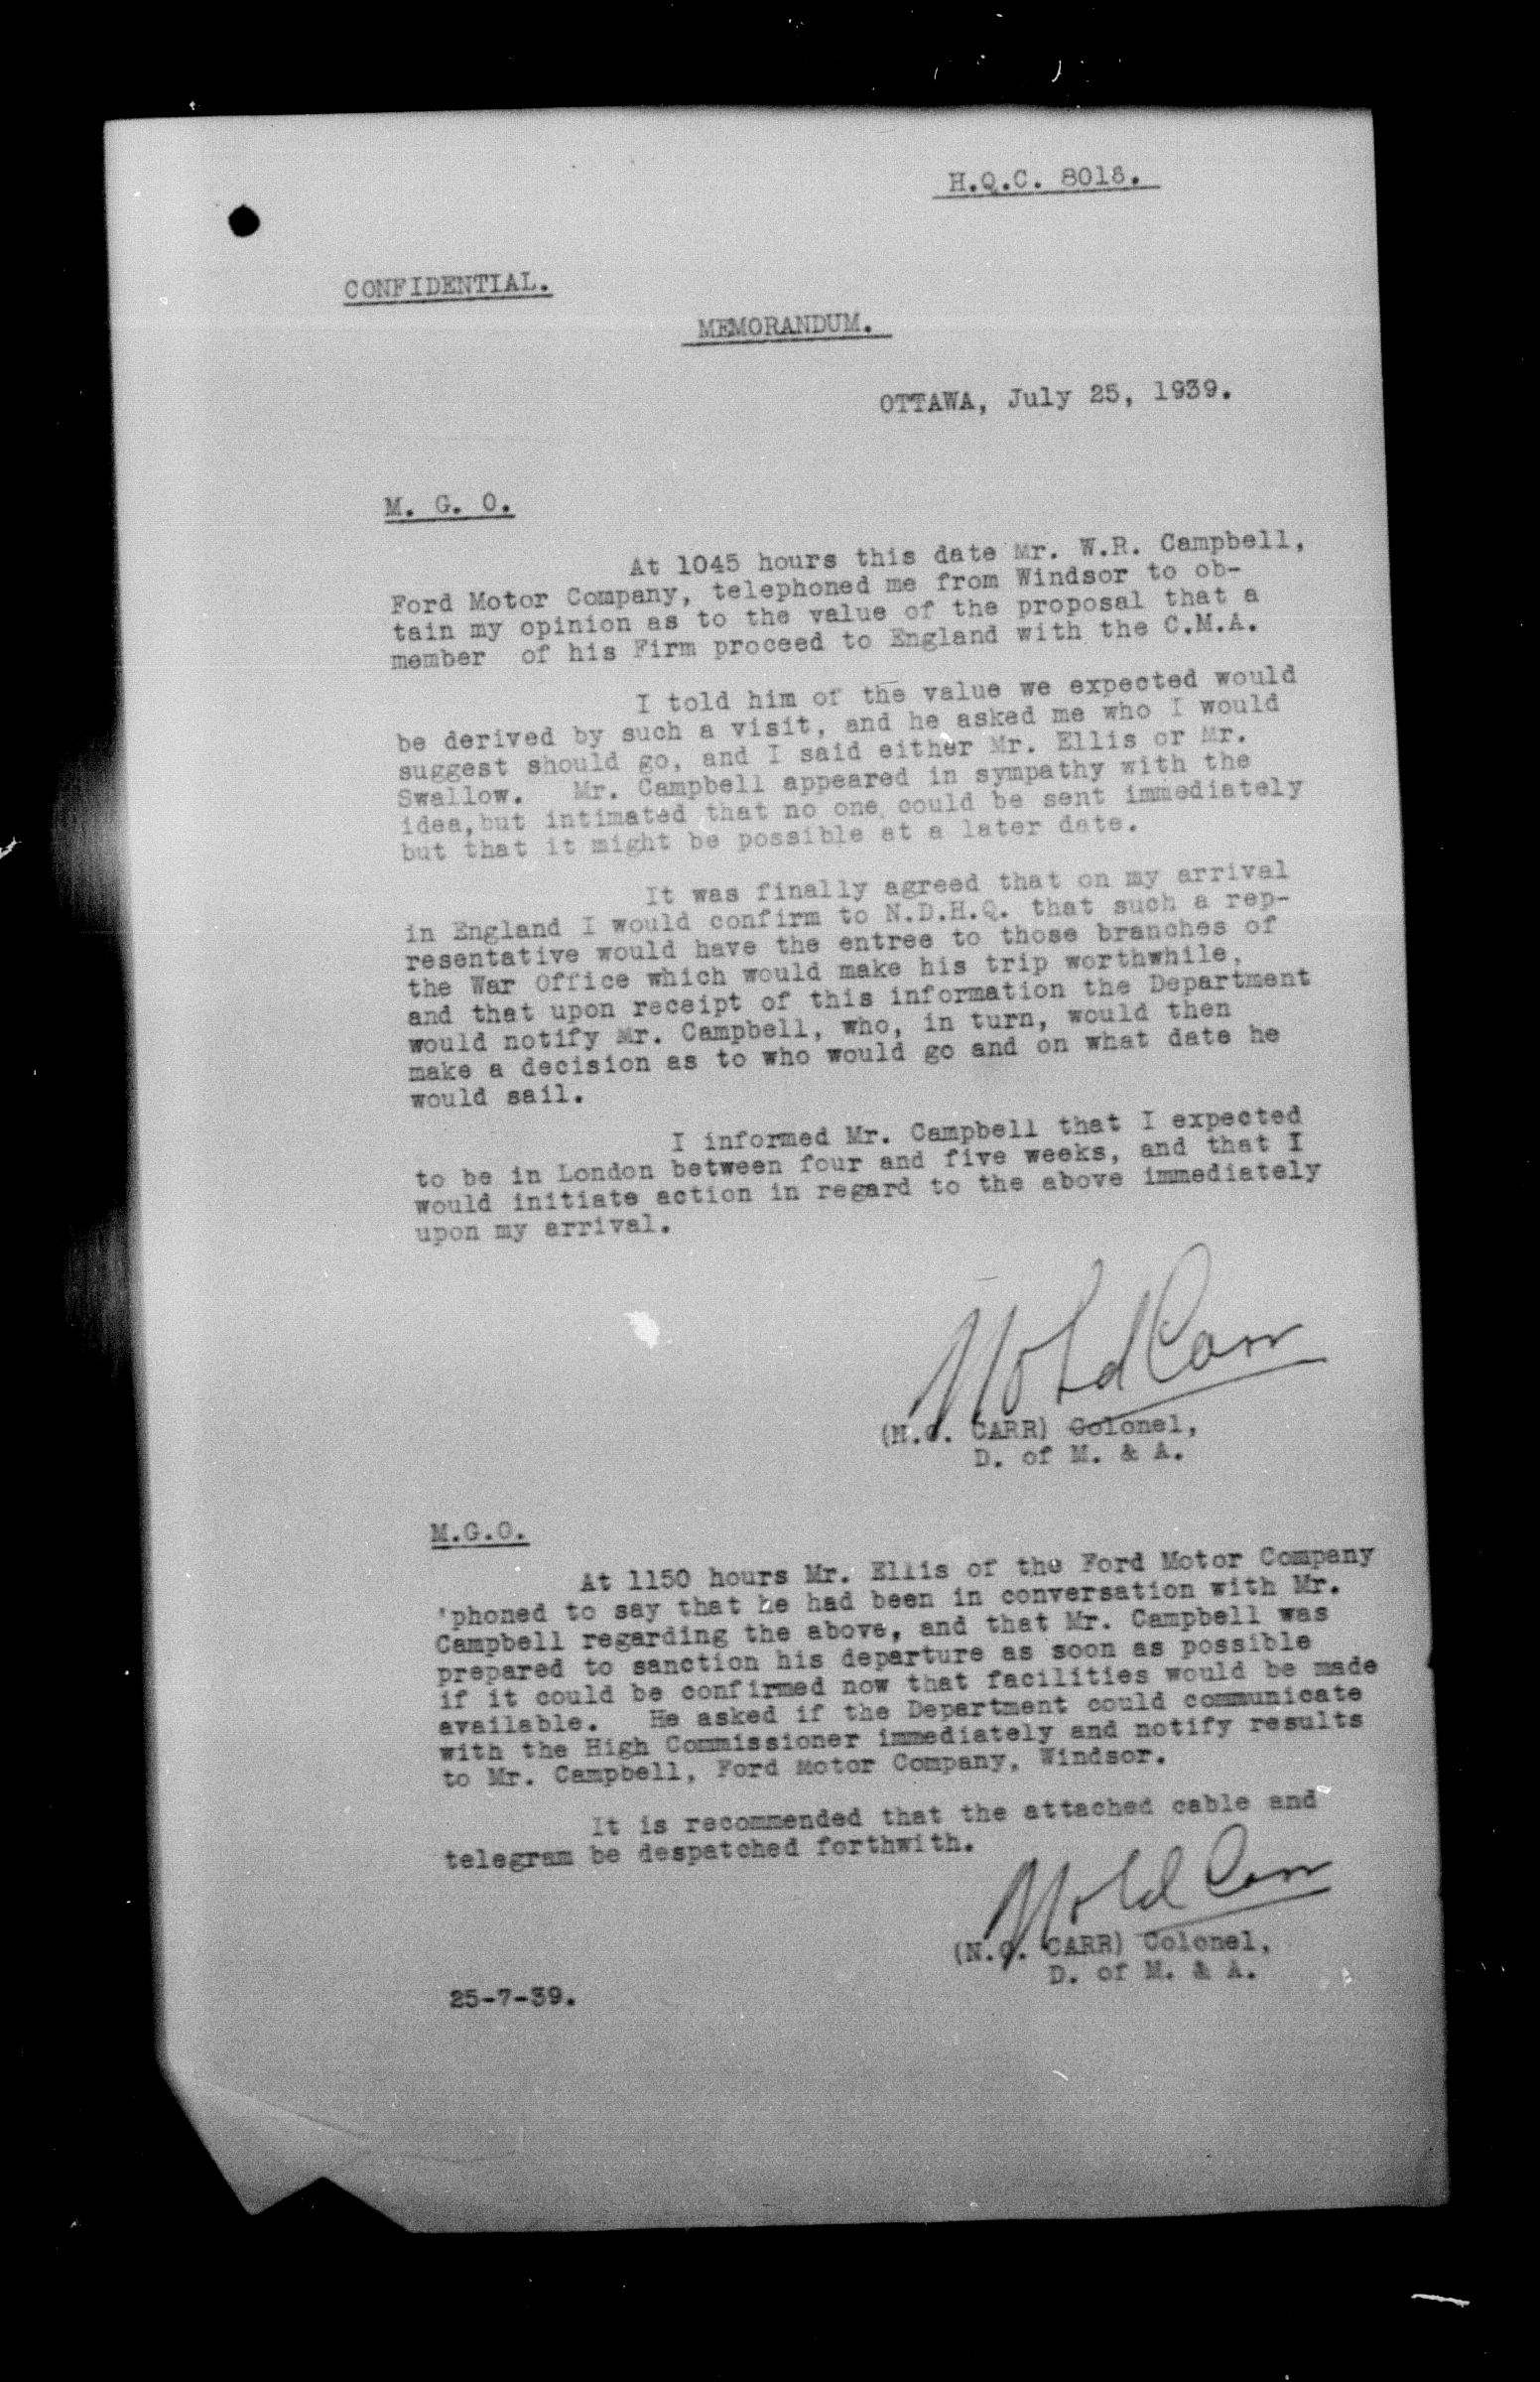 H.Q.C. 8018.
CONFIDENTIAL.
MEMORANDUM.
OTTAWA, July 25, 1939.
M. G. O.
At 1045 hours this date Mr. W.R. Campbell,
Ford Motor Company, telephoned me from Windsor to ob-
tain my opinion as to the value of the proposal that a
member of his Firm proceed to England with the C.M.A.
I told him of the value we expected would
be derived by such a visit, and he asked me who I would
suggest should go, and I said either Mr. Ellis or Mr.
Swallow. Mr. Campbell appeared in sympathy with the
idea,but intimated that no one could be sent immediately
but that it might be possible at a later date.
It was finally agreed that on my arrival
in England I would confirm to N.D.H.Q. that such a rep-
resentative would have the entree to those branches of
the War Office which would make his trip worthwhile,
and that upon receipt of this information the Department
would notify Mr. Campbell, who, in turn, would then
make a decision as to who would go and on what date he
would sail.
I informed Mr. Campbell that I expected
to be in London between four and five weeks, and that I
would initiate action in regard to the above immediately
upon my arrival.
(N.O. CARR) Colonel,
D. of M. & A.
M.G.O.
At 1150 hours Mr. Ellis of the Ford Motor Company
'phoned to say that he had been in conversation with Mr.
Campbell regarding the above, and that Mr. Campbell was
prepared to sanction his departure as soon as possible
if it could be confirmed now that facilities would be made
available. He asked if the Department could communicate
with the High Commissioner immediately and notify results
to Mr. Campbell, Ford Motor Company, Windsor.
It is recommended that the attached cable and
telegram be despatched forthwith.
(N.O. CARR) Colonel,
D. of M. & A.
25-7-39.